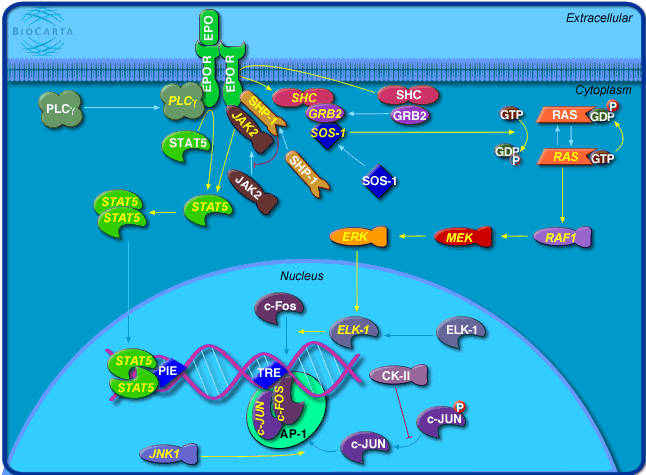 BIOCARTA
EPO
Extracellular
EPO R
EPO R
Cytoplasm
PLCγ
PLCγ
SHP-1
JAK2
SHC
GRB2
SOS-1
SHC
GRB2
GTP
GDP
P
RAS
GDP
P
RAS
GTP
STAT5
JAK2
SHP-1
SOS-1
STAT5
STAT5
STAT5
ERK
MEK
RAF1
Nucleus
c-Fos
ELK-1
ELK-1
STAT5
STAT5
PIE
TRE
CK-II
c-JUN
c-FOS
AP-1
c-JUN
P
c-JUN
JNK1